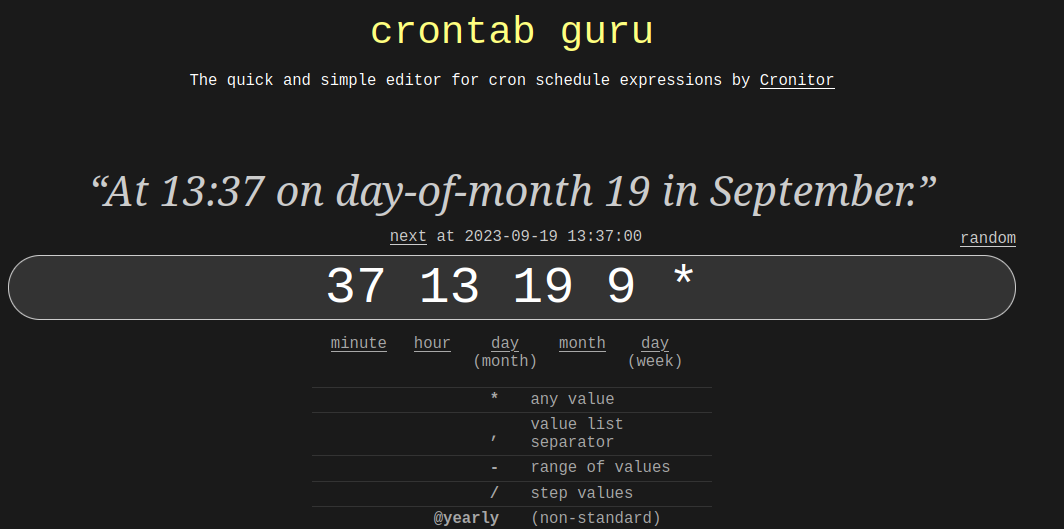 crontab guru
The quick and simple editor for cron schedule expressions by Cronitor
“At 13:37 on day-of-month 19 in September.”
next at 2023-09-19 13:37:00
random
37 13 19 9 *
minute hour day month day
(month) (week)
* any value
, value list
separator
- range of values
/ step values
@yearly (non-standard)